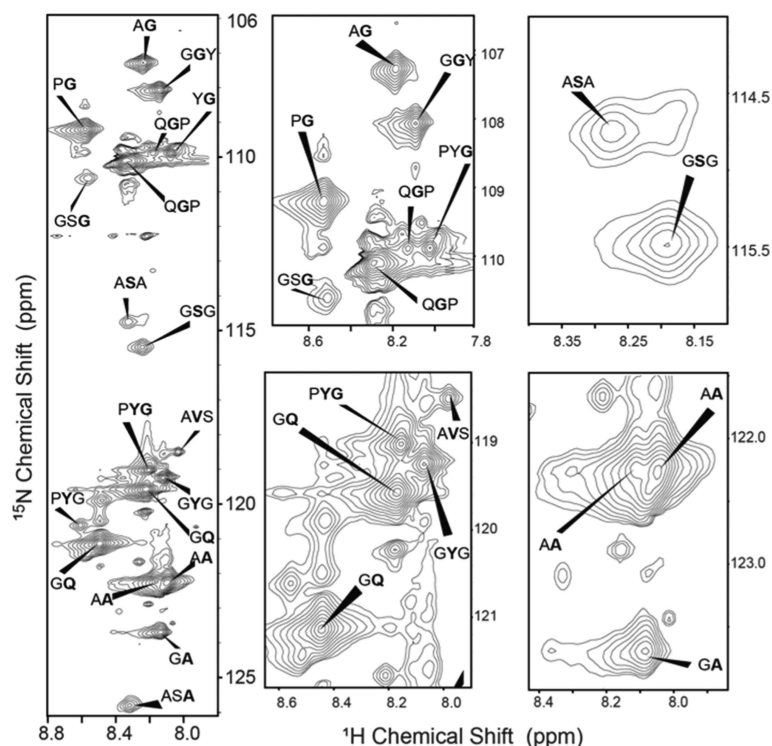 AG
GGY
PG
YG
QGP
QGP
GSG
ASA
GSG
PYG
AVS
PYG
GYG
GQ
GQ
AA
AA
GA
ASA
106
110
115
120
125
8.8
8.4
8.0
AG
GGY
PG
QGP
PYG
GSG
QGP
107
108
109
110
8.6
8.2
7.8
ASA
GSG
114.5
115.5
8.35
8.25
8.15
PYG
AVS
GQ
GYG
GQ
119
120
121
8.6
8.4
8.2
8.0
AA
AA
GA
122.0
123.0
8.4
8.2
8.0
¹⁵N Chemical Shift (ppm)
¹H Chemical Shift (ppm)